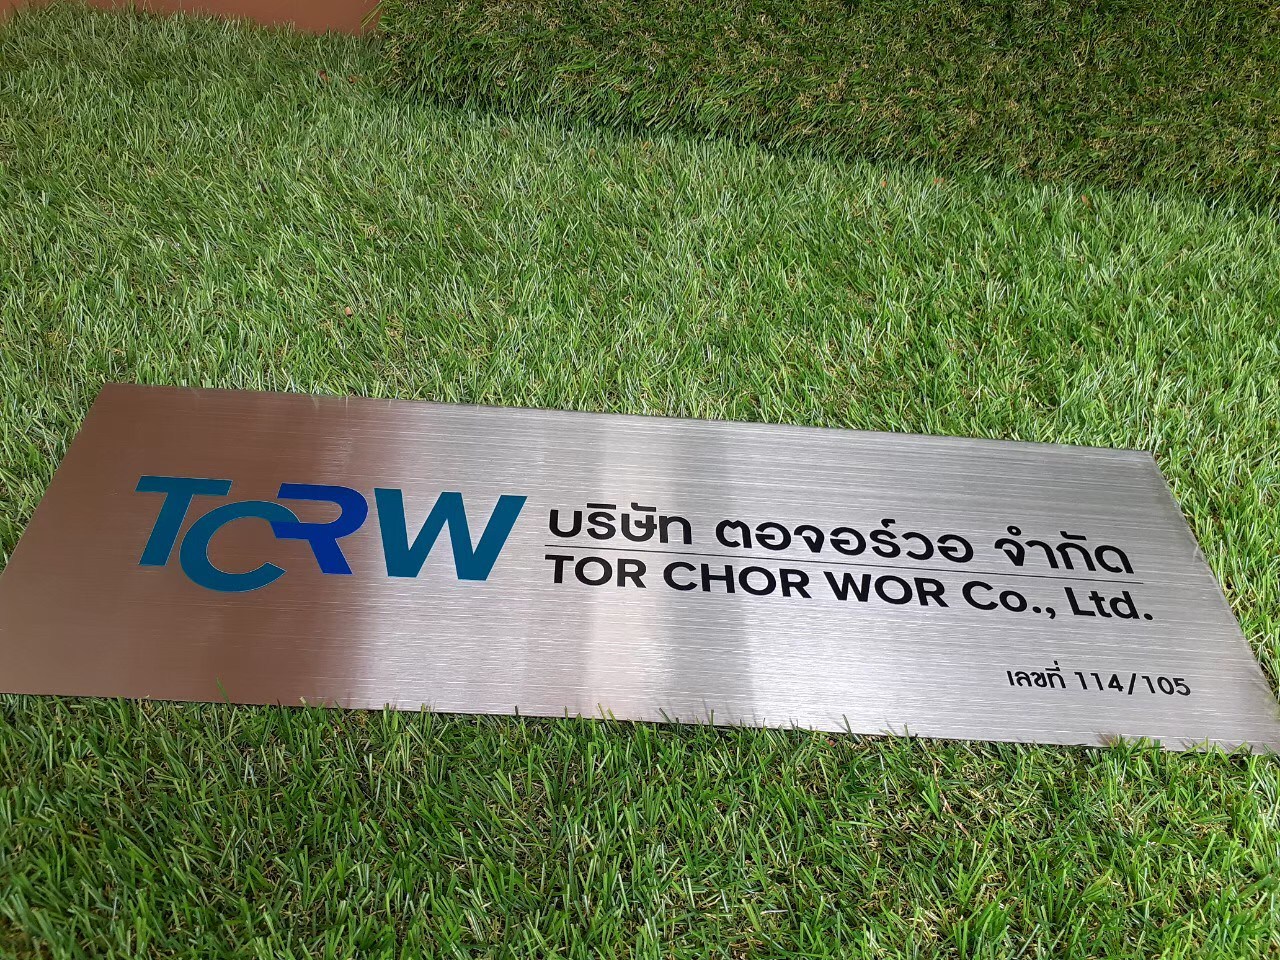 TCRW
บริษัท ตอจอร์วอ จำกัด
TOR CHOR WOR Co., Ltd.
เลขที่ 114/105